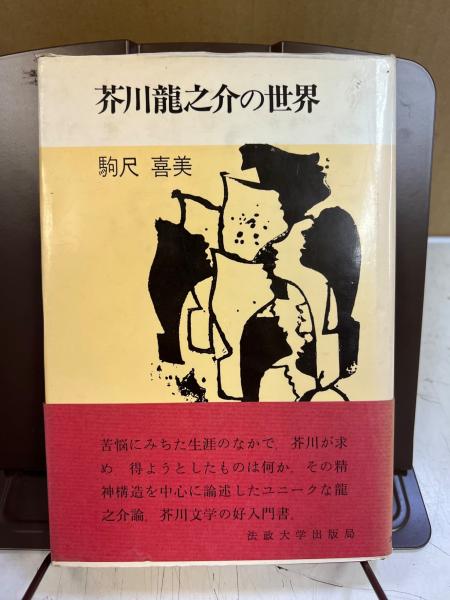 芥川龍之介の世界
駒尺 喜美
苦悩にみちた生涯のなかで，芥川が求
め 得ようとしたものは何か。その精
神構造を中心に論述したユニークな龍
之介論。芥川文学の好入門書。
法政大学出版局